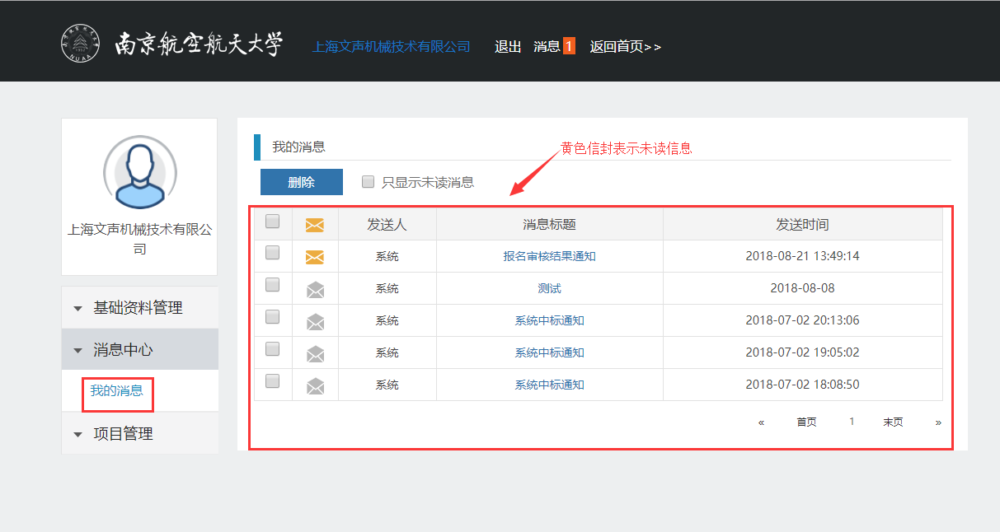 南京航空航天大学
NUAA
上海文声机械技术有限公司 退出 消息 1 返回首页>>
上海文声机械技术有限公
司
基础资料管理
消息中心
我的消息
项目管理
我的消息
黄色信封表示未读信息
删除 只显示未读消息
发送人 消息标题 发送时间
系统 报名审核结果通知 2018-08-21 13:49:14
系统 测试 2018-08-08
系统 系统中标通知 2018-07-02 20:13:06
系统 系统中标通知 2018-07-02 19:05:02
系统 系统中标通知 2018-07-02 18:08:50
« 首页 1 末页 »